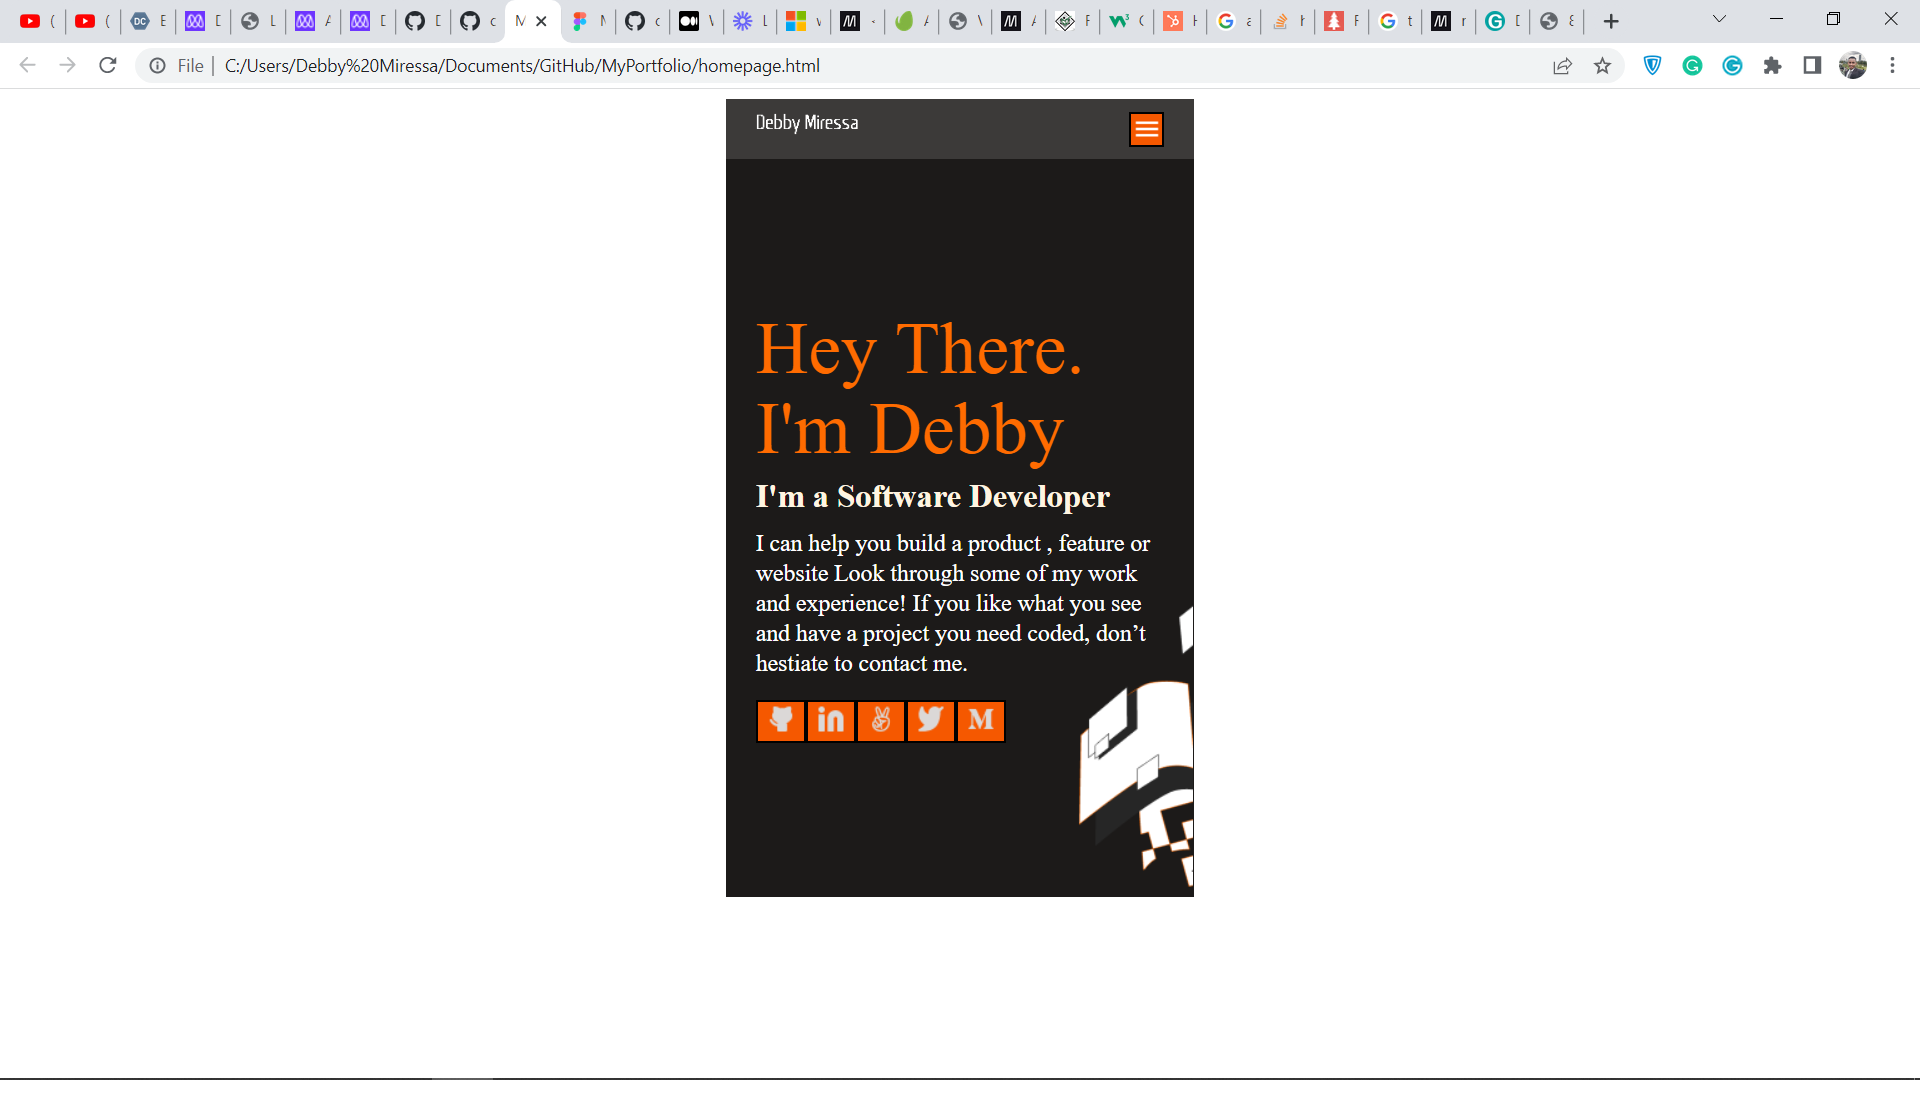 File
C:/Users/Debby%20Miressa/Documents/GitHub/MyPortfolio/homepage.html
Debby Miressa
Hey There.
I'm Debby
I'm a Software Developer
I can help you build a product , feature or
website Look through some of my work
and experience! If you like what you see
and have a project you need coded, don’t
hestiate to contact me.